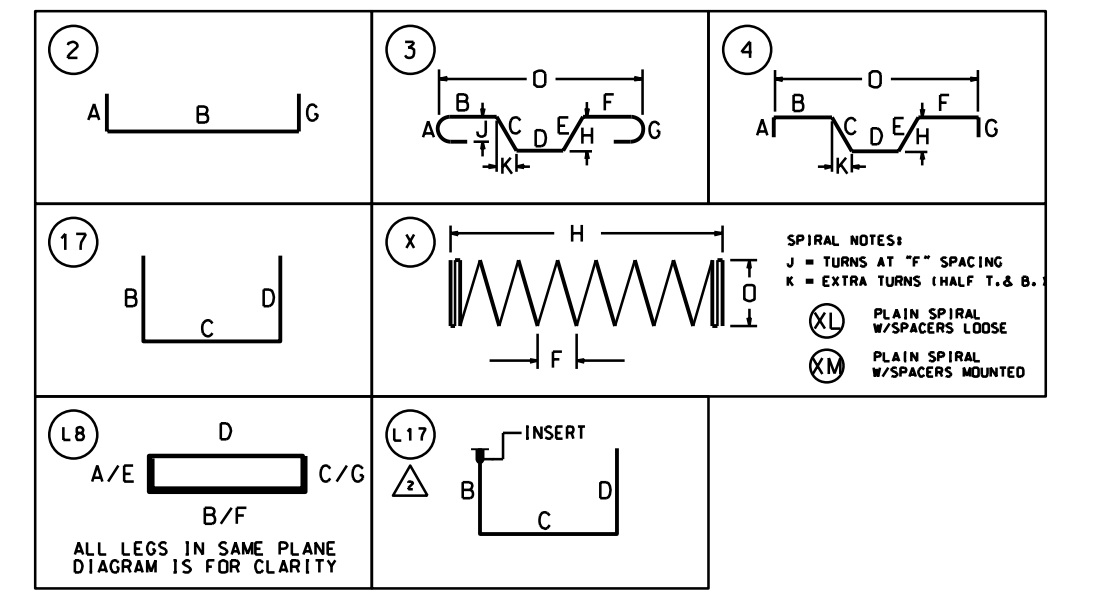 2
A B G
3
O
B F
A J C D E H G
K
4
O
B F
A C D E H G
K
17
B D
C
X
H
O
F
SPIRAL NOTES:
J = TURNS AT "F" SPACING
K = EXTRA TURNS (HALF T.& B.)
XL PLAIN SPIRAL
W/SPACERS LOOSE
XM PLAIN SPIRAL
W/SPACERS MOUNTED
L8
D
A/E C/G
B/F
ALL LEGS IN SAME PLANE
DIAGRAM IS FOR CLARITY
L17
2
INSERT
B D
C